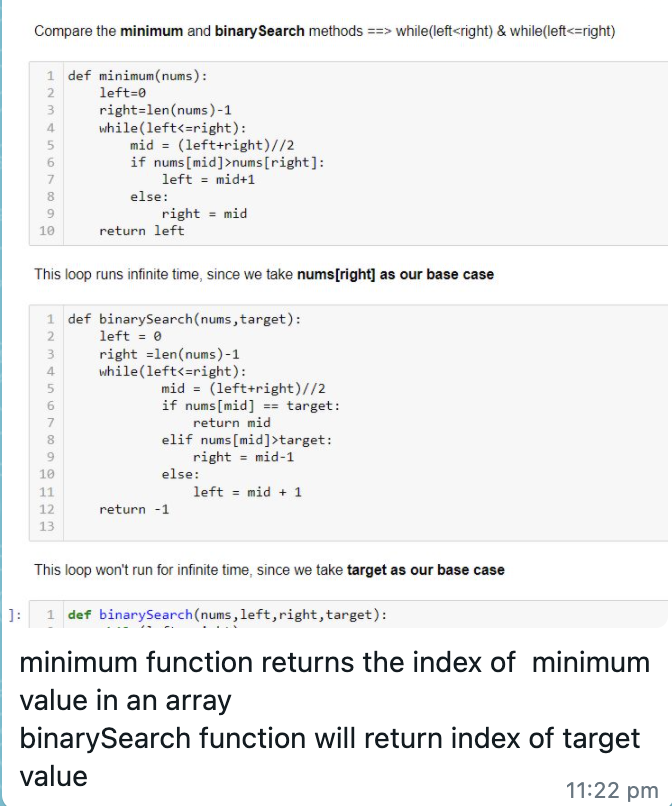 Compare the minimum and binarySearch methods ==> while(left<right) & while(left<=right)
1 def minimum(nums):
2     left=0
3     right=len(nums)-1
4     while(left<=right):
5         mid = (left+right)//2
6         if nums[mid]>nums[right]:
7             left = mid+1
8         else:
9             right = mid
10     return left
This loop runs infinite time, since we take nums[right] as our base case
1 def binarySearch(nums,target):
2     left = 0
3     right =len(nums)-1
4     while(left<=right):
5             mid = (left+right)//2
6             if nums[mid] == target:
7                 return mid
8             elif nums[mid]>target:
9                 right = mid-1
10             else:
11                 left = mid + 1
12     return -1
13
This loop won't run for infinite time, since we take target as our base case
]: 1 def binarySearch(nums,left,right,target):
minimum function returns the index of  minimum
value in an array
binarySearch function will return index of target
value
11:22 pm